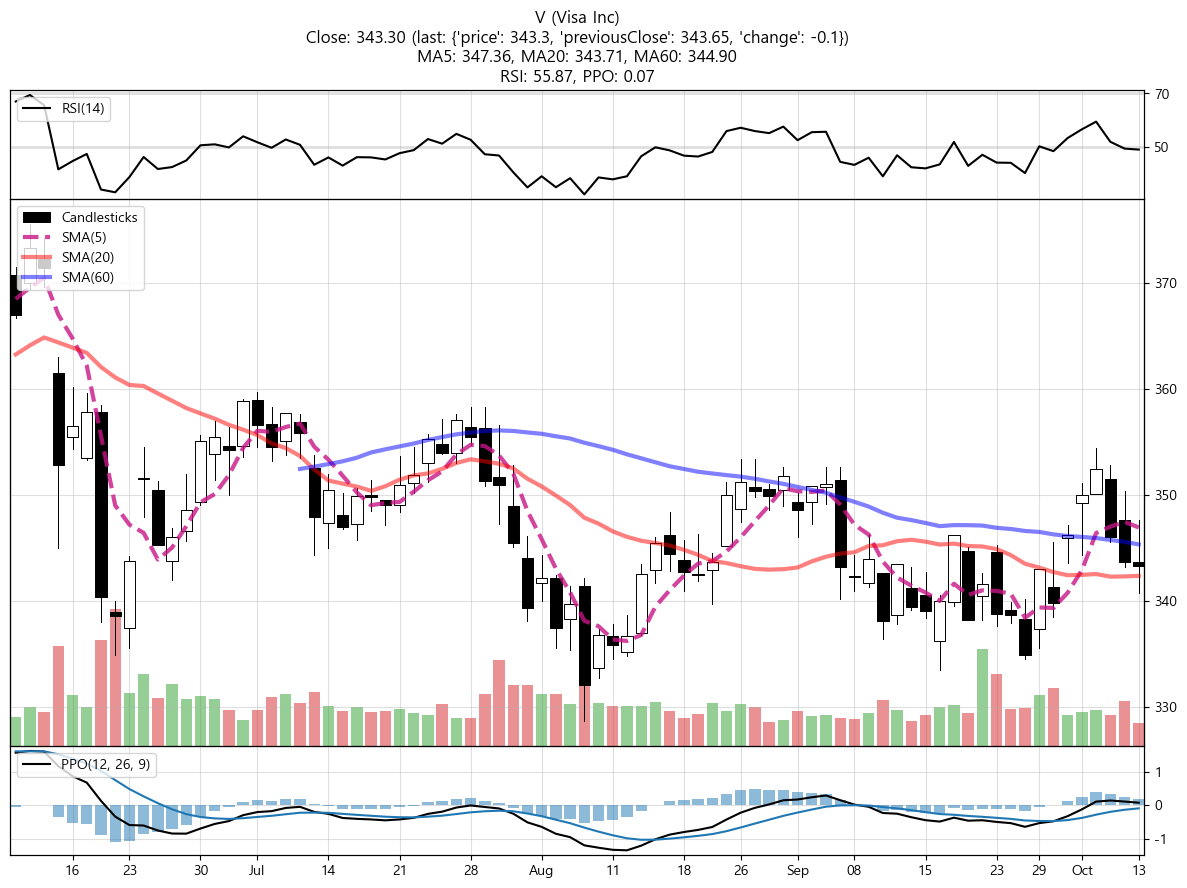 V (Visa Inc)
Close: 343.30 (last: {'price': 343.3, 'previousClose': 343.65, 'change': -0.1})
MA5: 347.36, MA20: 343.71, MA60: 344.90
RSI: 55.87, PPO: 0.07
RSI(14)
70
50
Candlesticks
SMA(5)
SMA(20)
SMA(60)
370
360
350
340
330
PPO(12, 26, 9)
1
0
-1
16 23 30 Jul 14 21 28 Aug 11 18 26 Sep 08 15 23 29 Oct 13